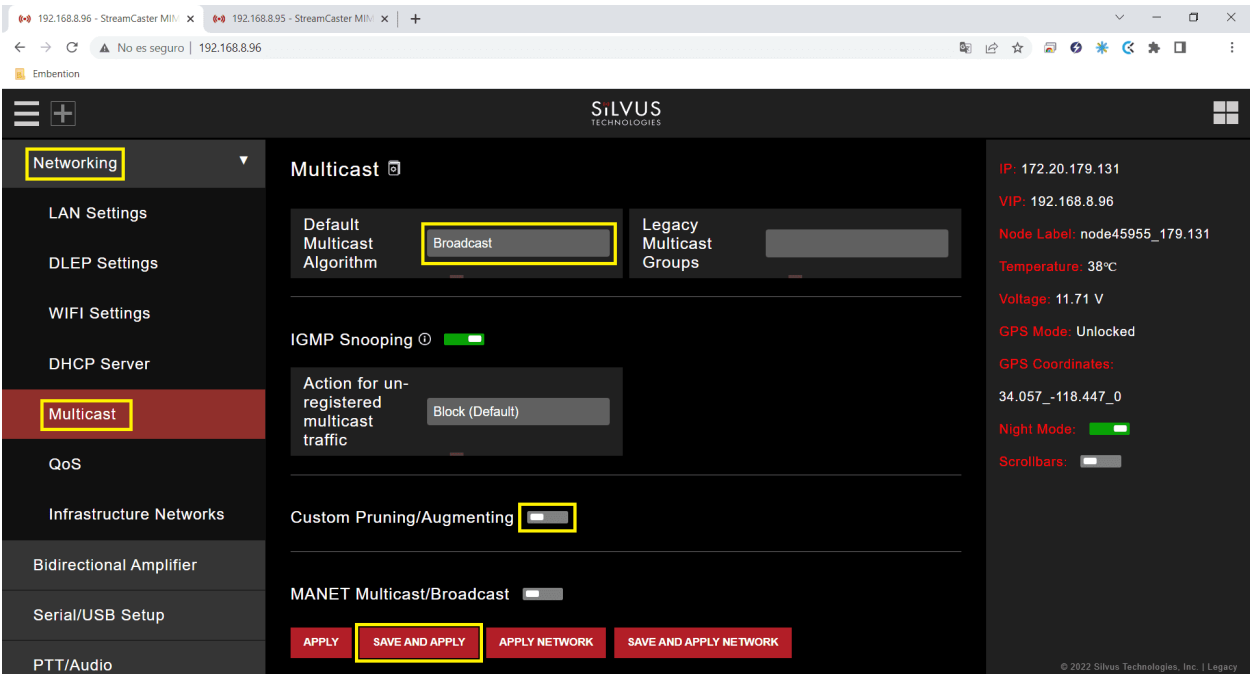 192.168.8.96 - StreamCaster MIM
192.168.8.95 - StreamCaster MIM
No es seguro | 192.168.8.96
Embention
SiLVUS
TECHNOLOGIES
Networking
LAN Settings
DLEP Settings
WIFI Settings
DHCP Server
Multicast
QoS
Infrastructure Networks
Bidirectional Amplifier
Serial/USB Setup
PTT/Audio
Multicast
Default
Multicast
Algorithm
Broadcast
Legacy
Multicast
Groups
IGMP Snooping
Action for un-
registered
multicast
traffic
Block (Default)
Custom Pruning/Augmenting
MANET Multicast/Broadcast
APPLY
SAVE AND APPLY
APPLY NETWORK
SAVE AND APPLY NETWORK
IP: 172.20.179.131
VIP: 192.168.8.96
Node Label: node45955_179.131
Temperature: 38°C
Voltage: 11.71 V
GPS Mode: Unlocked
GPS Coordinates:
34.057_-118.447_0
Night Mode:
Scrollbars:
© 2022 Silvus Technologies, Inc. | Legacy